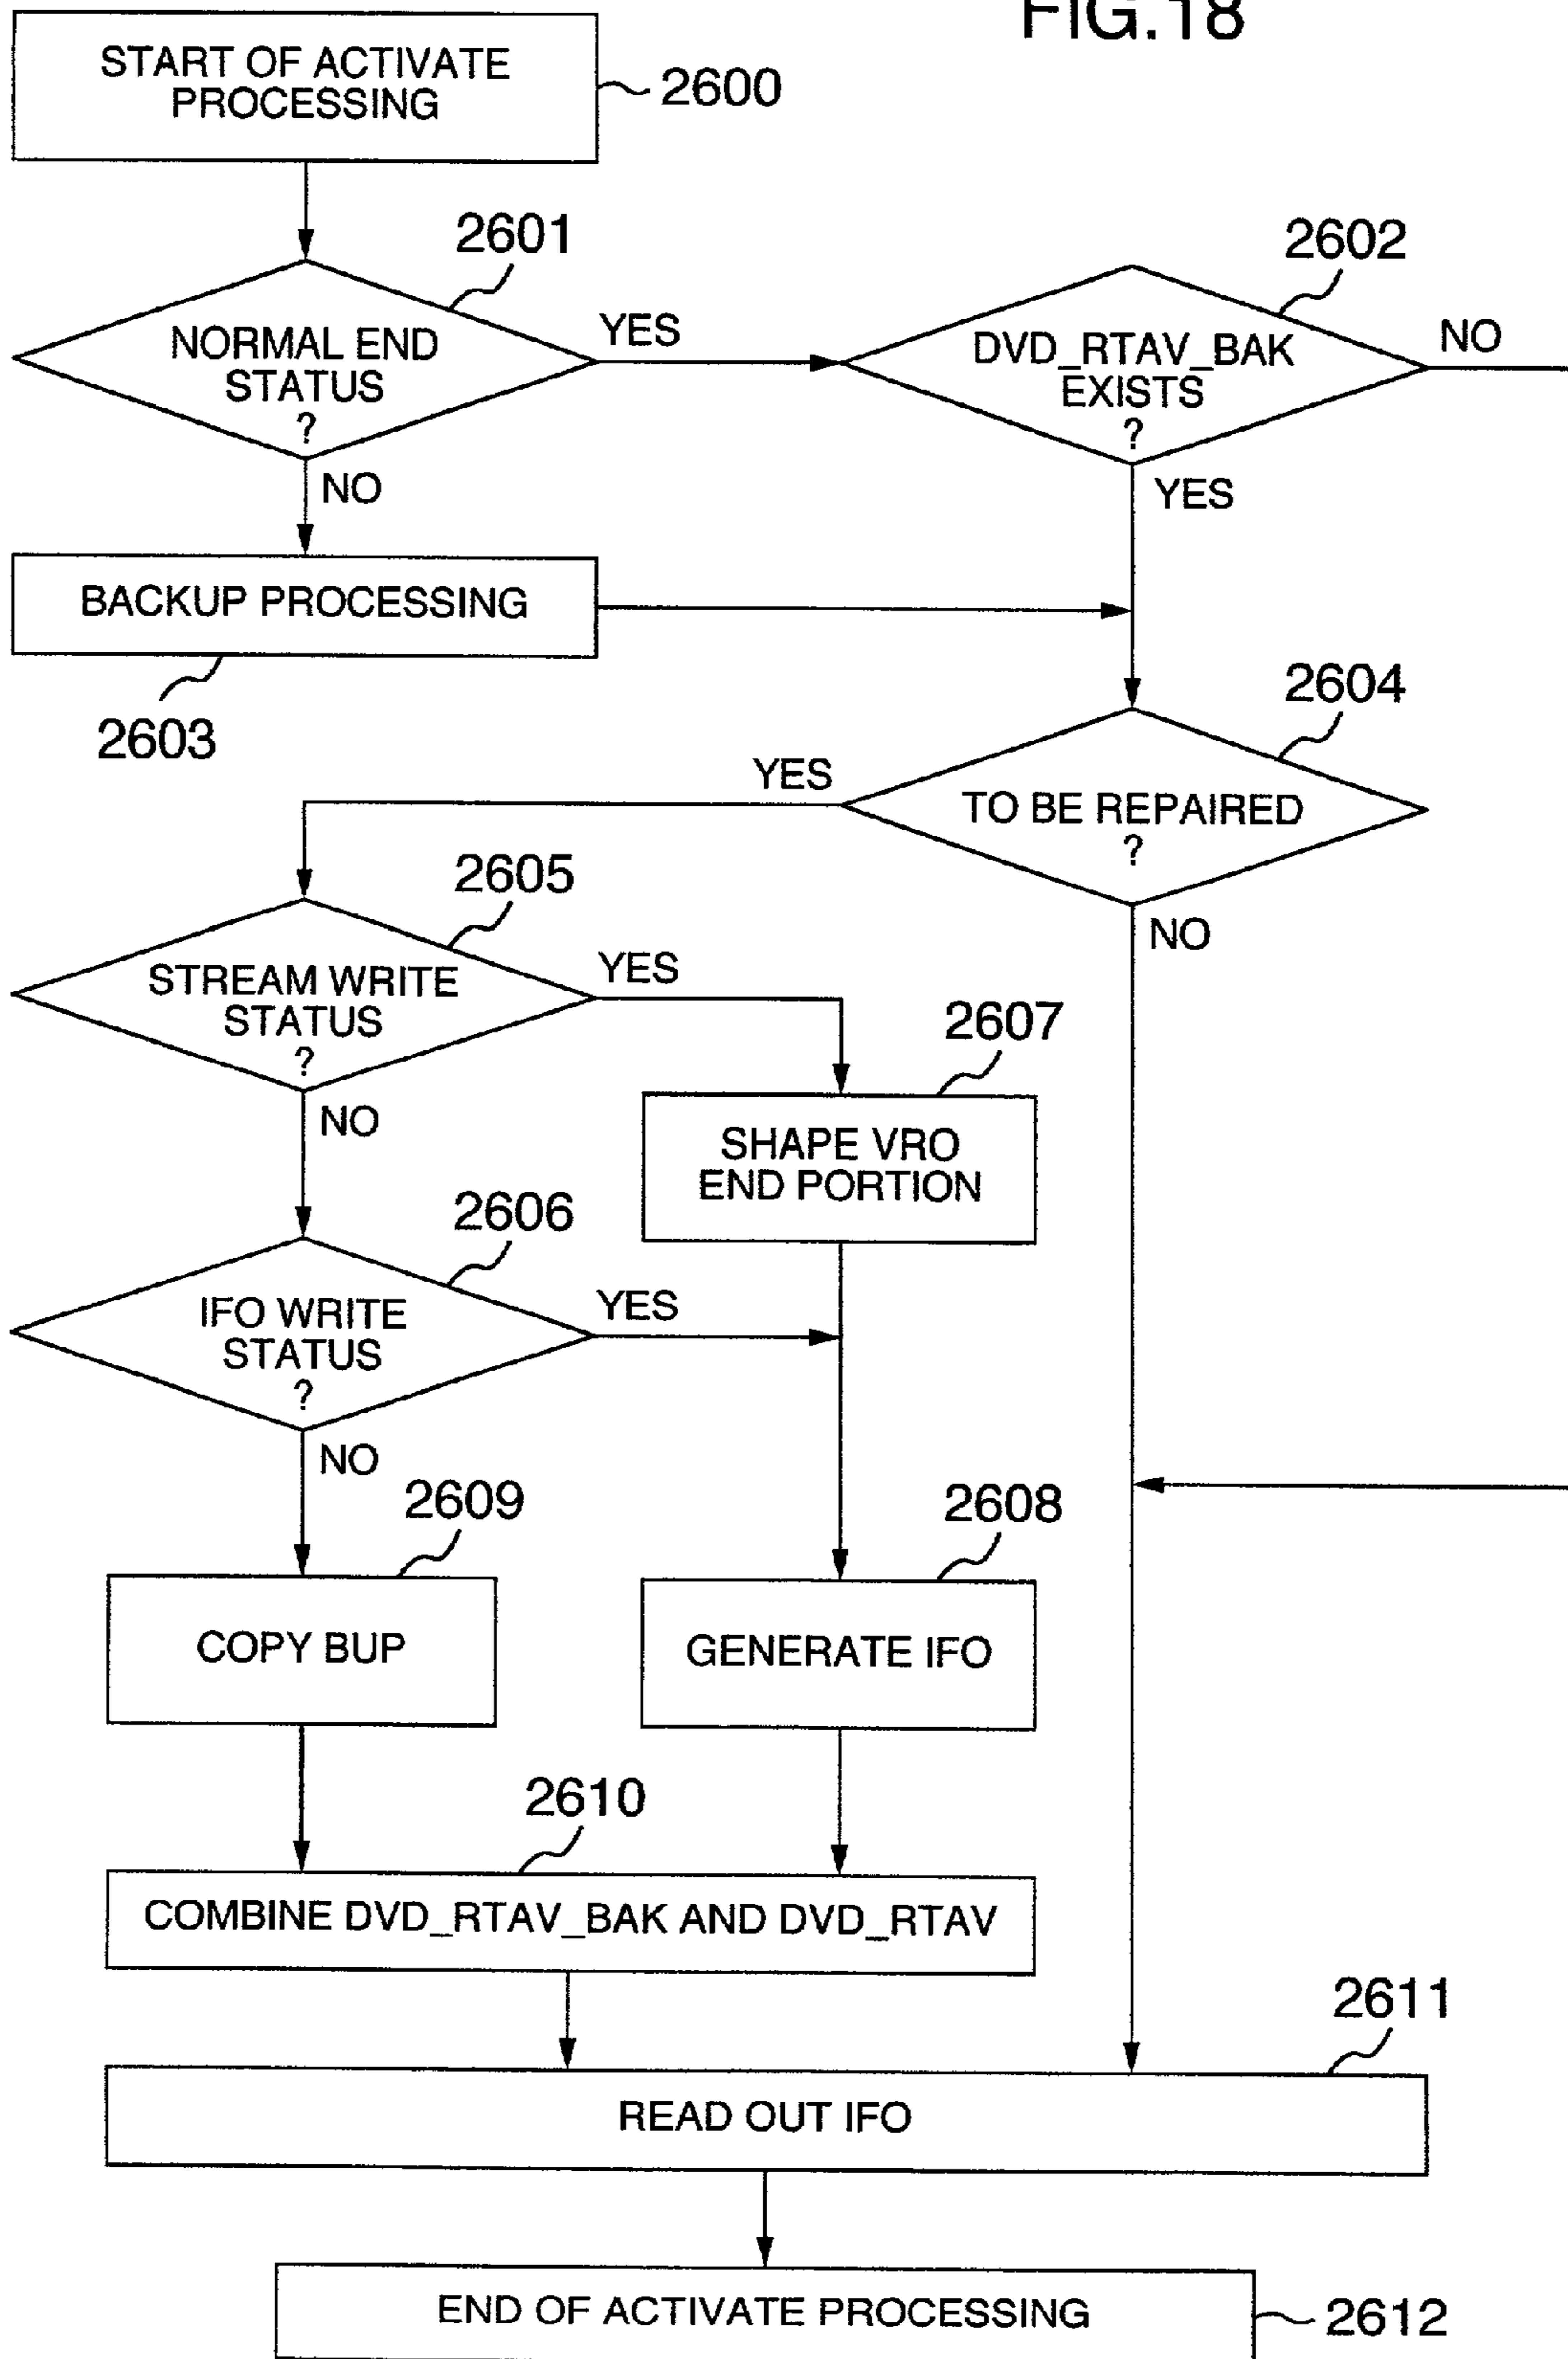 FIG.18
START OF ACTIVATE
PROCESSING
2600
2601
2602
NORMAL END
STATUS
?
YES
DVD_RTAV_BAK
EXISTS
?
NO
NO
YES
BACKUP PROCESSING
2603
2604
YES
TO BE REPAIRED
?
NO
2605
STREAM WRITE
STATUS
?
YES
NO
2607
SHAPE VRO
END PORTION
2606
IFO WRITE
STATUS
?
YES
NO
2609
2608
COPY BUP
GENERATE IFO
2610
COMBINE DVD_RTAV_BAK AND DVD_RTAV
2611
READ OUT IFO
END OF ACTIVATE PROCESSING
2612